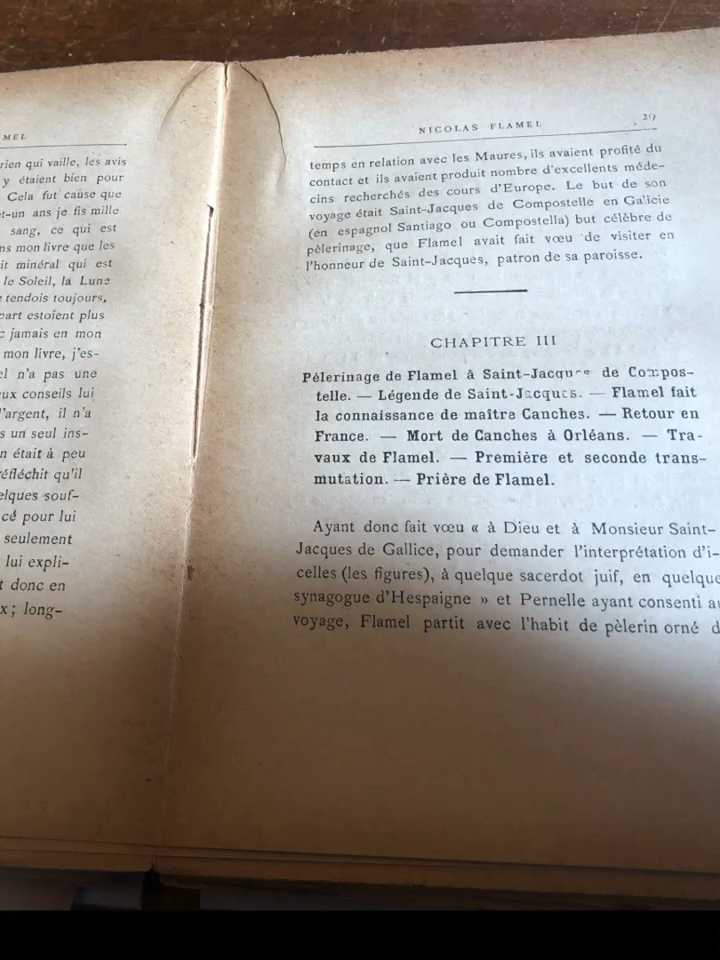 MEL
rien qui vaille, les avis
y étaient bien pour
Cela fut cause que
t-un ans je fis mille
sang, ce qui est
ns mon livre que les
it minéral qui est
le Soleil, la Lune
tendois toujours,
part estoient plus
jamais en mon
mon livre, j'es-
el n'a pas une
eux conseils lui
l'argent, il n'a
s un seul ins-
n était à peu
réfléchit qu'il
elques souf-
cé pour lui
seulement
lui expli-
t donc en
x ; long-
NICOLAS FLAMEL
29
temps en relation avec les Maures, ils avaient profité du
contact et ils avaient produit nombre d'excellents méde-
cins recherchés des cours d'Europe. Le but de son
voyage était Saint-Jacques de Compostelle en Galicie
(en espagnol Santiago ou Compostella) but célèbre de
pèlerinage, que Flamel avait fait vœu de visiter en
l'honneur de Saint-Jacques, patron de sa paroisse.
CHAPITRE III
Pèlerinage de Flamel à Saint-Jacques de Compos-
telle. — Légende de Saint-Jacques. — Flamel fait
la connaissance de maître Canches. — Retour en
France. — Mort de Canches à Orléans. — Tra-
vaux de Flamel. — Première et seconde trans-
mutation. — Prière de Flamel.
Ayant donc fait vœu « à Dieu et à Monsieur Saint-
Jacques de Gallice, pour demander l'interprétation d'i-
celles (les figures), à quelque sacerdot juif, en quelque
synagogue d'Hespaigne » et Pernelle ayant consenti au
voyage, Flamel partit avec l'habit de pèlerin orné d